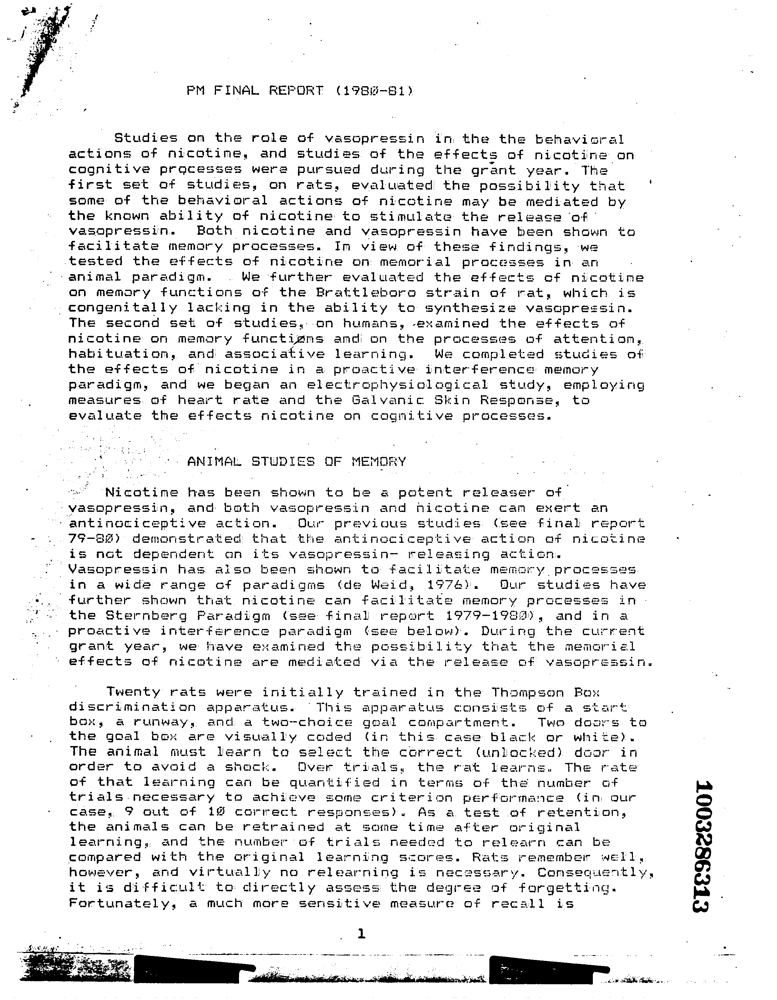 PM FINAL REPORT (1980-81)
Studies on the role of vasopressin in the the behavioral
actions of nicotine, and studies of the effects of nicotine on
cognitive processes were pursued during the grant year. The
first set of studies, on rats, evaluated the possibility that
some of the behavioral actions of nicotine may be mediated by
the known ability of nicotine to stimulate the release of
vasopressin. Both nicotine and vasopressin have been shown to
facilitate memory processes. In view of these findings, we
tested the effects of nicotine on memorial processes in an
animal paradigm. We further evaluated the effects of nicotine
on memory functions of the Brattleboro strain of rat, which is
congenitally lacking in the ability to synthesize vasopressin.
The second set of studies, on humans, examined the effects of
nicotine on memory functions and on the processes of attention,
habituation, and associative learning. We completed studies of
the effects of nicotine in a proactive interference memory
paradigm, and we began an electrophysiological study, employing
measures of heart rate and the Galvanic Skin Response, to
evaluate the effects nicotine on cognitive processes.
ANIMAL STUDIES OF MEMORY
Nicotine has been shown to be a potent releaser of
vasopressin, and both vasopressin and nicotine can exert an
antinociceptive action. Our previous studies (see final report
79-80) demonstrated that the antinociceptive action of nicotine
is not dependent on its vasopressin- releasing action.
Vasopressin has also been shown to facilitate memory processes
in a wide range of paradigms (de Weid, 1976). Our studies have
further shown that nicotine can facilitate memory processes in
the Sternberg Paradigm (see final report 1979-1980), and in a
proactive interference paradigm (see below). During the current
grant year, we have examined the possibility that the memorial
effects of nicotine are mediated via the release of vasopressin.
Twenty rats were initially trained in the Thompson Box
discrimination apparatus. This apparatus consists of a start
box, a runway, and a two-choice goal compartment. Two doors to
the goal box are visually coded (in this case black or white).
The animal must learn to select the correct (unlocked) door in
order to avoid a shock. Over trials, the rat learns. The rate
of that learning can be quantified in terms of the number of
trials necessary to achieve some criterion performance (in our
case, 9 out of 10 correct responses). As a test of retention,
the animals can be retrained at some time after original
learning, and the number of trials needed to relearn can be
compared with the original learning scores. Rats remember well,
however, and virtually no relearning is necessary. Consequently,
it is difficult to directly assess the degree of forgetting.
Fortunately, a much more sensitive measure of recall is
1
1003286313